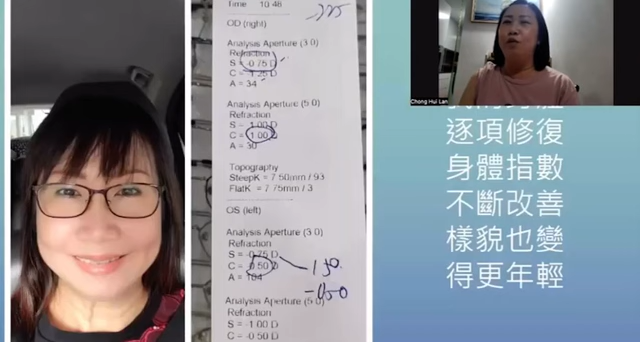 Time 10:48
-225
OD (right)
Analysis Aperture (3.0)
Refraction
S = -0.75 D
C = -1.25 D
A = 34
Analysis Aperture (5.0)
Refraction
S = -1.00 D
C = 1.00 D
A = 30
Topography
SteepK = 7.50mm / 93
FlatK = 7.75mm / 3
OS (left)
Analysis Aperture (3.0)
Refraction
S = -0.75 D
C = -0.50 D
A = 104
130
-050
Analysis Aperture (5.0)
Refraction
S = -1.00 D
C = -0.50 D
Chong Hui Lan
逐項修復
身體指數
不斷改善
樣貌也變
得更年輕